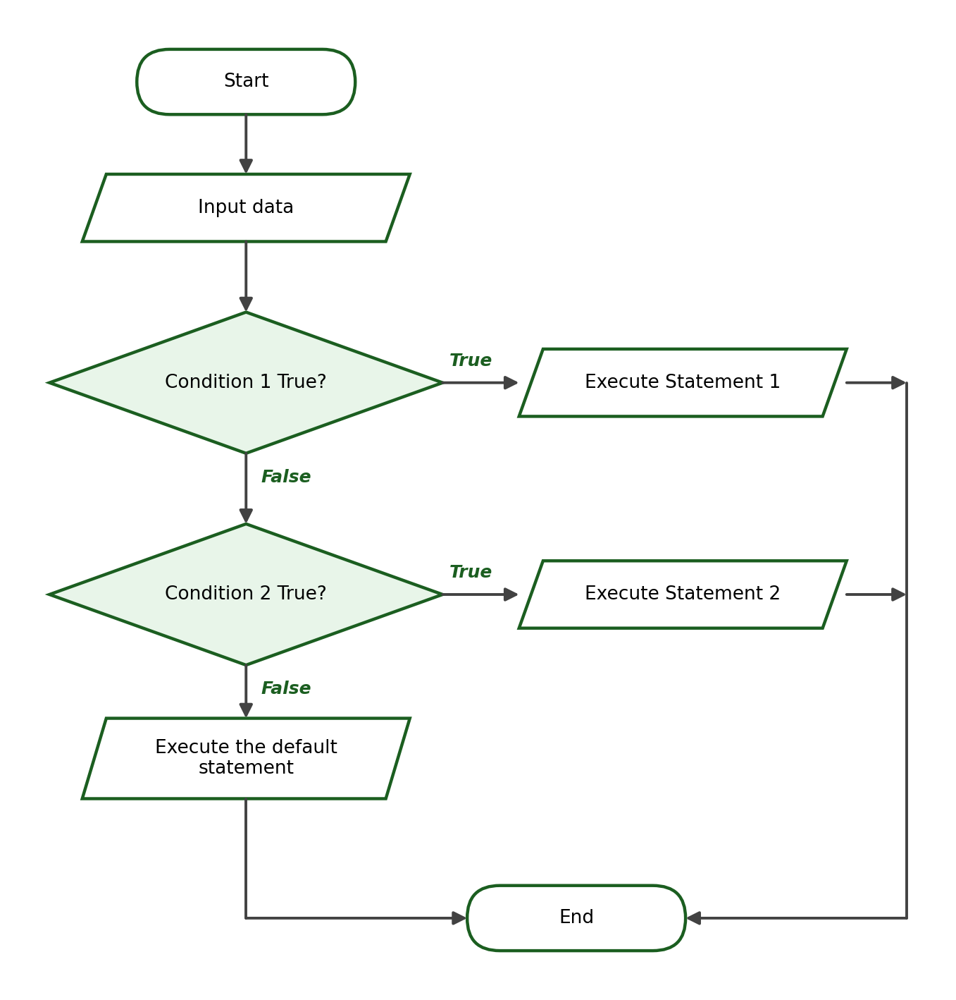 Start
Input data
Condition 1 True?
True
Execute Statement 1
False
Condition 2 True?
True
Execute Statement 2
False
Execute the default
statement
End